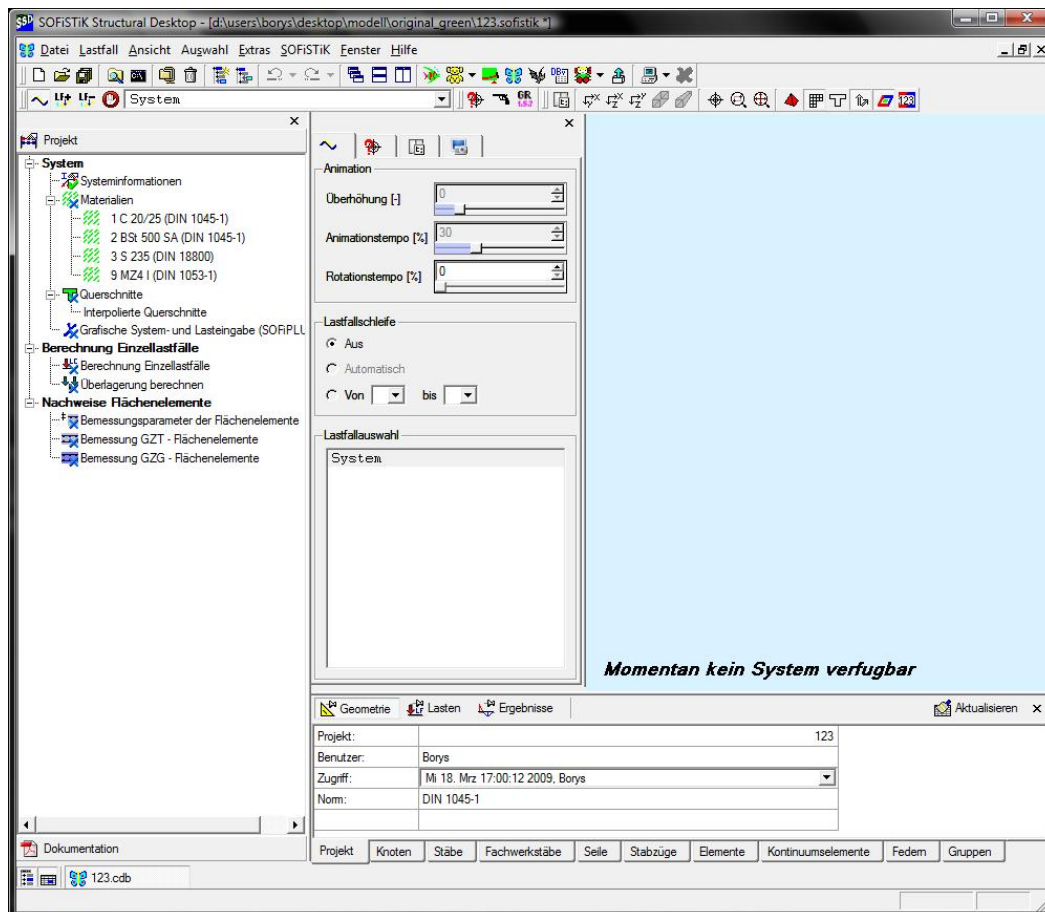 SOFiSTiK Structural Desktop - [d:\users\borys\desktop\modell\original_green\123.sofistik *]
Datei Lastfall Ansicht Auswahl Extras SOFiSTiK Fenster Hilfe
System
Projekt
System
Systeminformationen
Materialien
1 C 20/25 (DIN 1045-1)
2 BSt 500 SA (DIN 1045-1)
3 S 235 (DIN 18800)
9 MZ4 I (DIN 1053-1)
Querschnitte
Interpolierte Querschnitte
Grafische System- und Lasteingabe (SOFiPLU
Berechnung Einzellastfälle
Berechnung Einzellastfälle
Überlagerung berechnen
Nachweise Flächenelemente
Bemessungsparameter der Flächenelemente
Bemessung GZT - Flächenelemente
Bemessung GZG - Flächenelemente
Dokumentation
Animation
Überhöhung [-] 0
Animationstempo [%] 30
Rotationstempo [%] 0
Lastfallschleife
Aus
Automatisch
Von bis
Lastfallauswahl
System
Momentan kein System verfugbar
Geometrie Lasten Ergebnisse Aktualisieren
Projekt: 123
Benutzer: Borys
Zugriff: Mi 18. Mrz 17:00:12 2009, Borys
Norm: DIN 1045-1
Projekt Knoten Stäbe Fachwerkstäbe Seile Stabzüge Elemente Kontinuumselemente Federn Gruppen
123.cdb